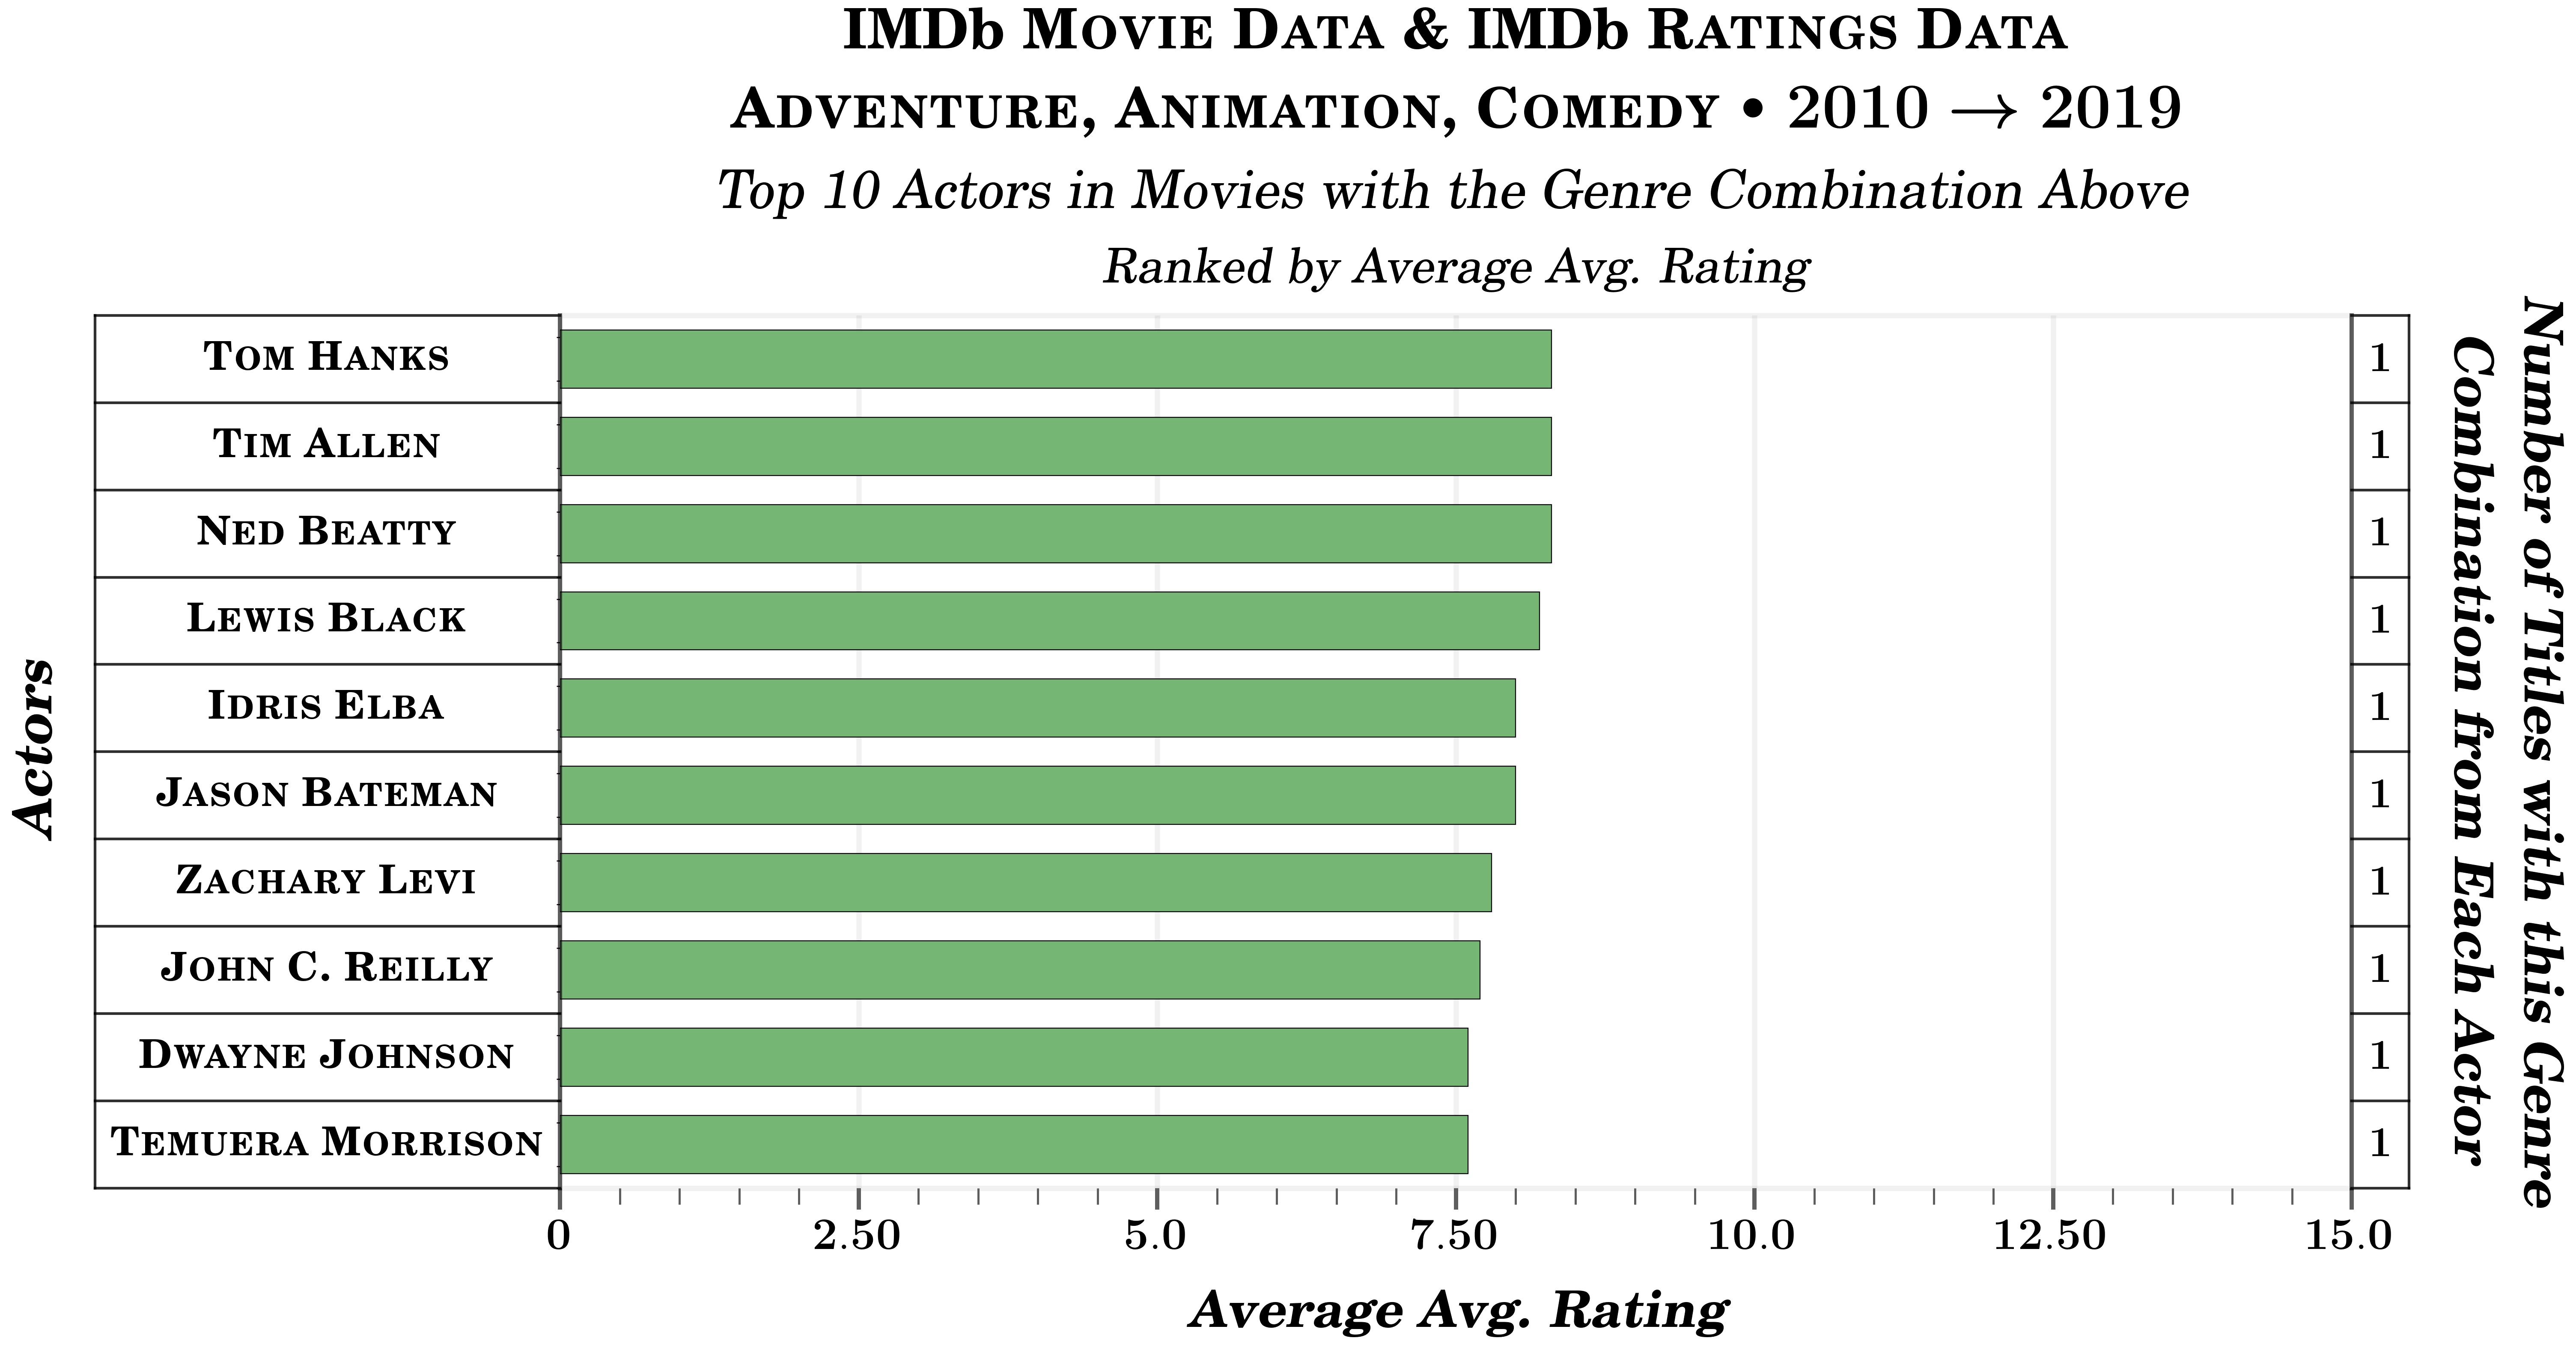 IMDb Movie Data & IMDb Ratings Data
Adventure, Animation, Comedy • 2010 → 2019
Top 10 Actors in Movies with the Genre Combination Above
Ranked by Average Avg. Rating
Actors
Tom Hanks 1
Tim Allen 1
Ned Beatty 1
Lewis Black 1
Idris Elba 1
Jason Bateman 1
Zachary Levi 1
John C. Reilly 1
Dwayne Johnson 1
Temuera Morrison 1
0 2.50 5.0 7.50 10.0 12.50 15.0
Average Avg. Rating
Number of Titles with this Genre
Combination from Each Actor